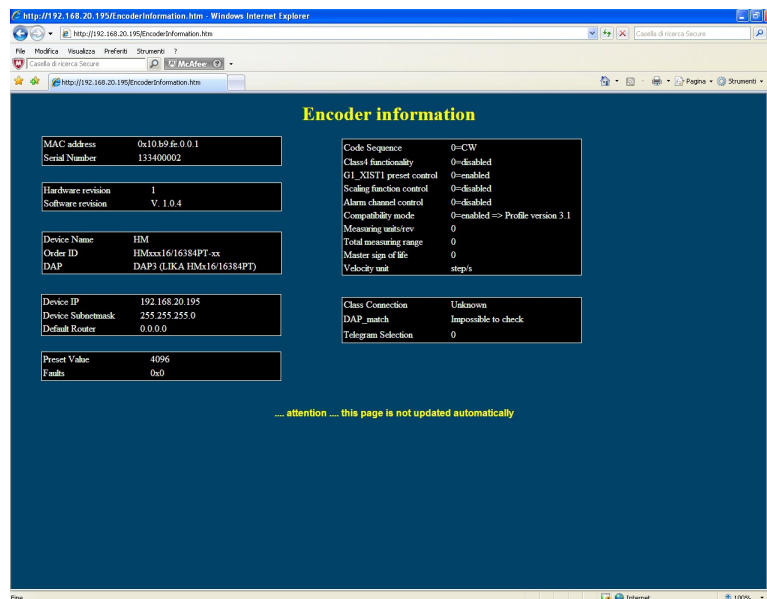 http://192.168.20.195/EncoderInformation.htm - Windows Internet Explorer
http://192.168.20.195/EncoderInformation.htm
Casella di ricerca Secure
File Modifica Visualizza Preferiti Strumenti ?
Casella di ricerca Secure McAfee
http://192.168.20.195/EncoderInformation.htm
Pagina Strumenti
Encoder information
MAC address 0x10.b9.fe.0.0.1
Serial Number 133400002
Hardware revision 1
Software revision V. 1.0.4
Device Name HM
Order ID HMxxx16/16384PT-xx
DAP DAP3 (LIKA HMx16/16384PT)
Device IP 192.168.20.195
Device Subnetmask 255.255.255.0
Default Router 0.0.0.0
Preset Value 4096
Faults 0x0
Code Sequence 0=CW
Class4 functionality 0=disabled
G1_XIST1 preset control 0=enabled
Scaling function control 0=disabled
Alarm channel control 0=disabled
Compatibility mode 0=enabled => Profile version 3.1
Measuring units/rev 0
Total measuring range 0
Master sign of life 0
Velocity unit step/s
Class Connection Unknown
DAP_match Impossible to check
Telegram Selection 0
.... attention .... this page is not updated automatically
Fine
Internet
100%